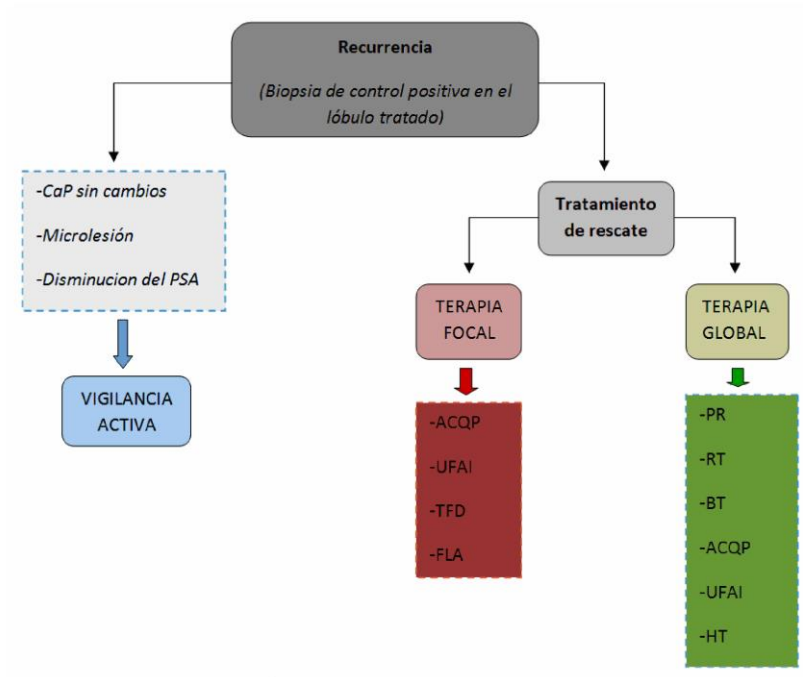 Recurrencia
(Biopsia de control positiva en el
lóbulo tratado)
-CaP sin cambios
-Microlesión
-Disminucion del PSA
VIGILANCIA
ACTIVA
Tratamiento
de rescate
TERAPIA
FOCAL
-ACQP
-UFAI
-TFD
-FLA
TERAPIA
GLOBAL
-PR
-RT
-BT
-ACQP
-UFAI
-HT